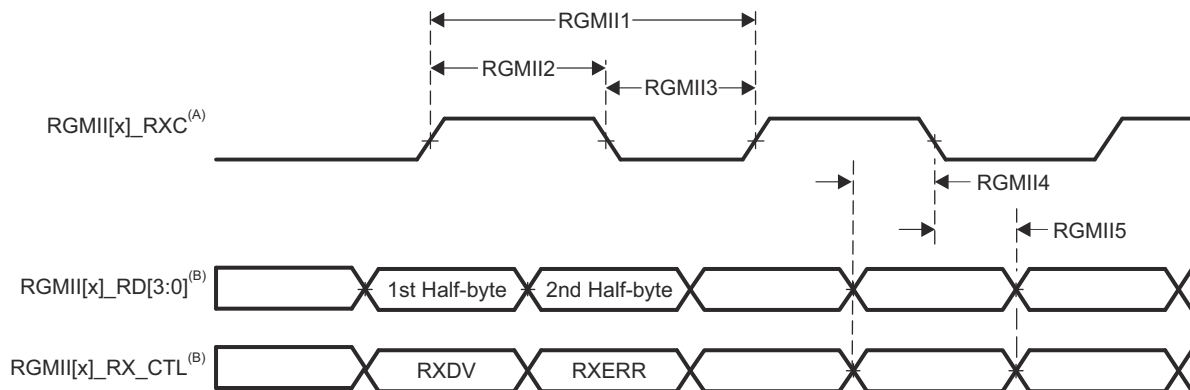 RGMII1
RGMII2
RGMII3
RGMII[x]_RXC(A)
RGMII4
RGMII5
RGMII[x]_RD[3:0](B)
1st Half-byte
2nd Half-byte
RGMII[x]_RX_CTL(B)
RXDV
RXERR